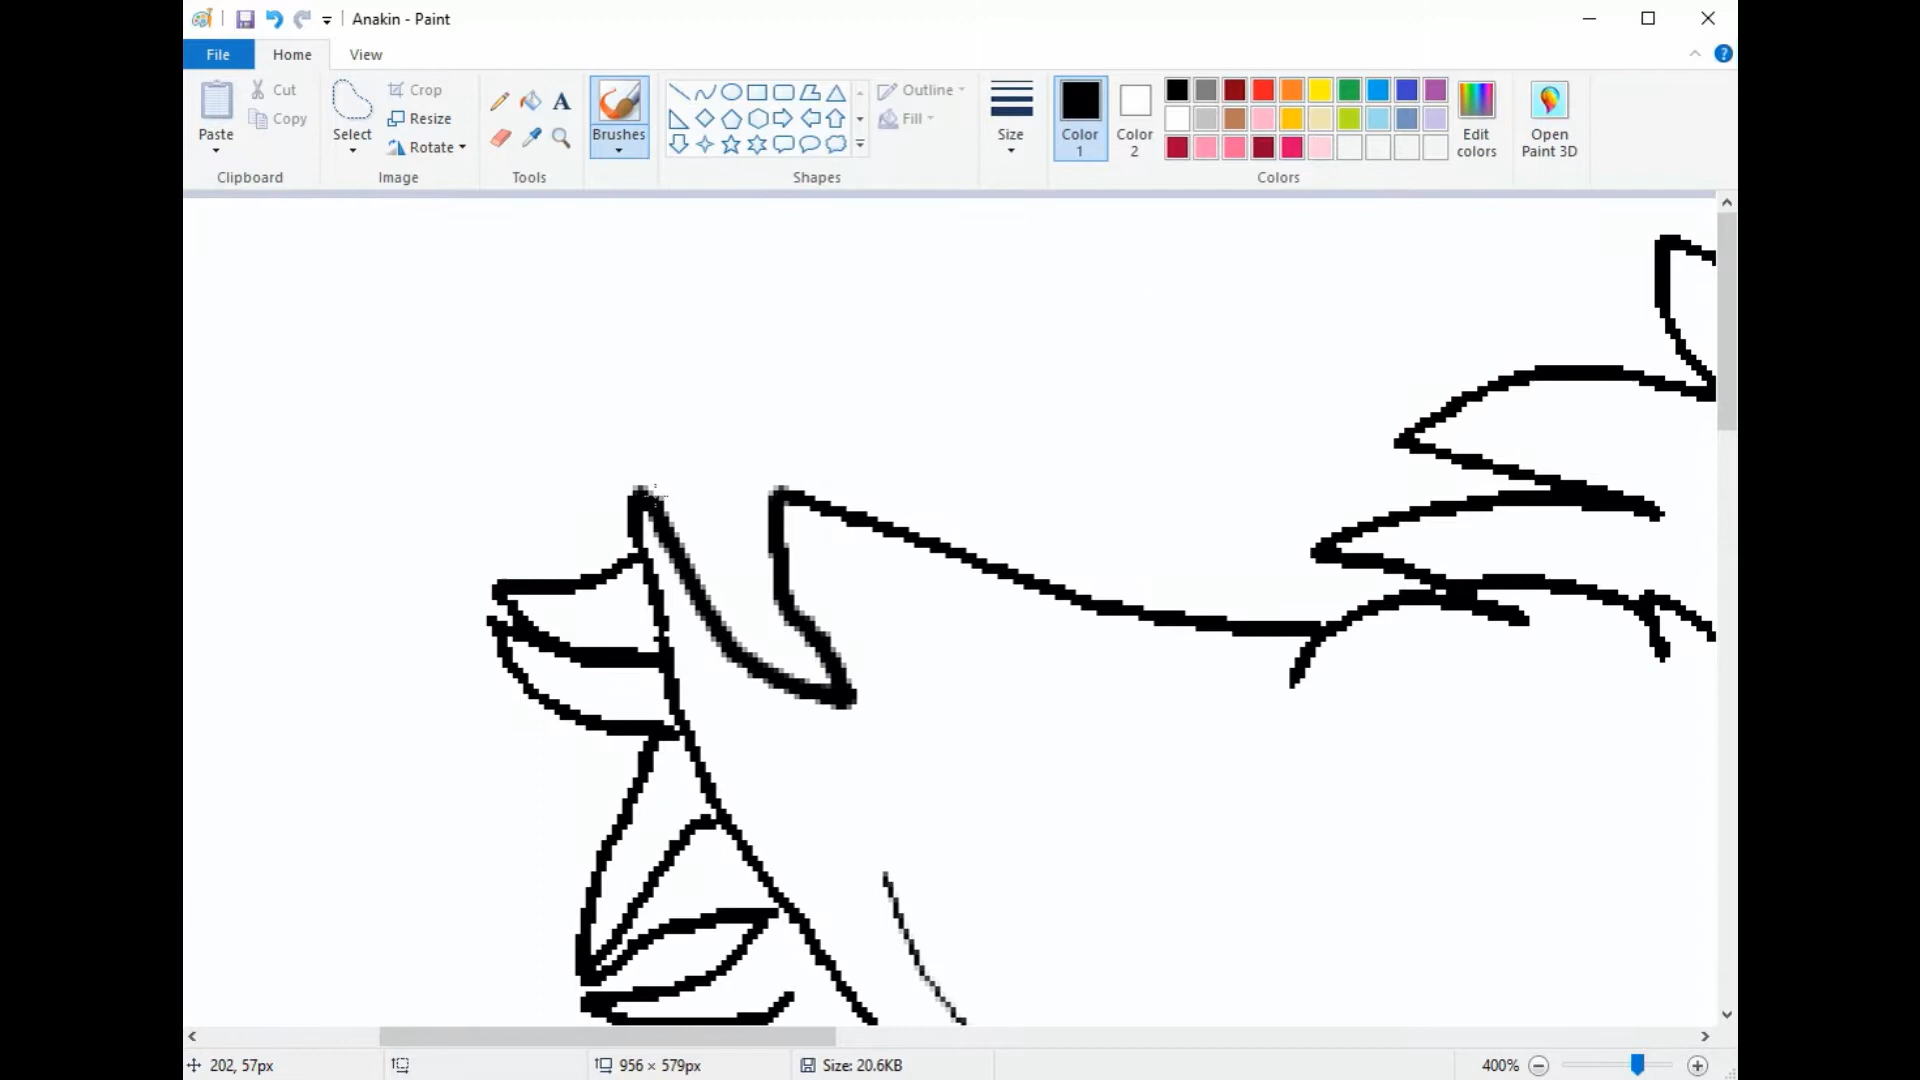 Anakin - Paint
File Home View
Paste
Cut
Copy
Clipboard
Select
Crop
Resize
Rotate
Image
A
Tools
Brushes
Shapes
Outline
Fill
Size
Color 1
Color 2
Edit colors
Colors
Open Paint 3D
202, 57px
956 × 579px
Size: 20.6KB
400%